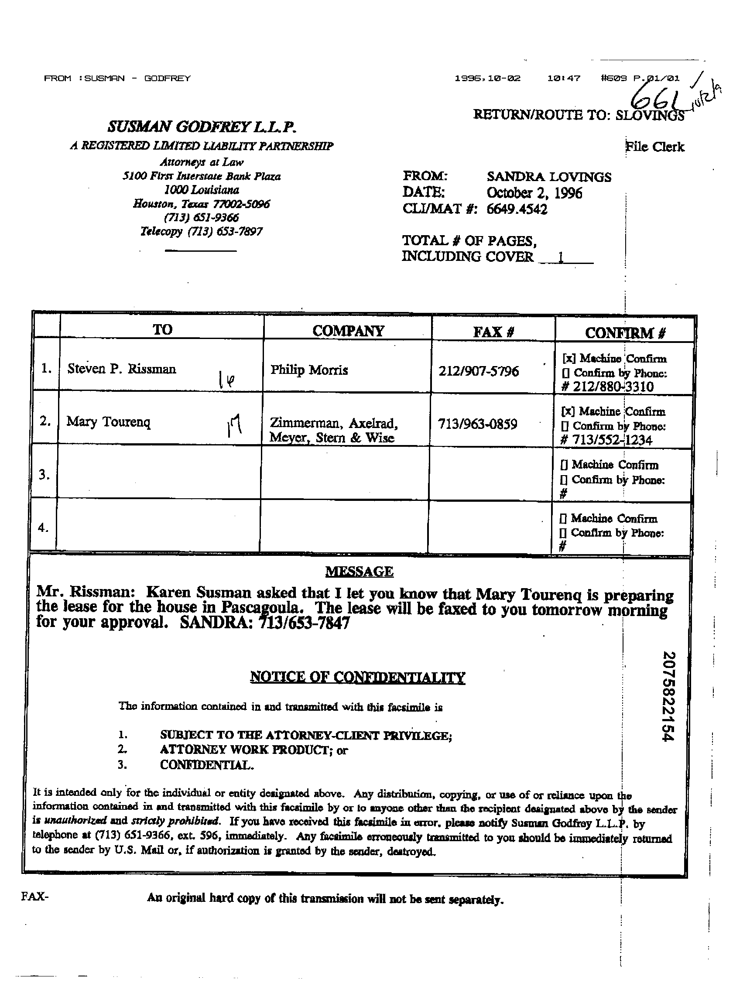 FROM :SUSMAN - GODFREY 1996,10-02 10:47 #609 P.01/01
661 10/2/9
RETURN/ROUTE TO: SLOVINGS
File Clerk
SUSMAN GODFREY L.L.P.
A REGISTERED LIMITED LIABILITY PARTNERSHIP
Attorneys at Law
5100 First Interstate Bank Plaza
1000 Louisiana
Houston, Texas 77002-5096
(713) 651-9366
Telecopy (713) 653-7897
FROM: SANDRA LOVINGS
DATE: October 2, 1996
CLI/MAT #: 6649.4542
TOTAL # OF PAGES,
INCLUDING COVER 1
TO COMPANY FAX # CONFIRM #
1. Steven P. Rissman 16 Philip Morris 212/907-5796 [x] Machine Confirm
[] Confirm by Phone:
# 212/880-3310
2. Mary Tourenq 17 Zimmerman, Axelrad, 713/963-0859 [x] Machine Confirm
Meyer, Stern & Wise [] Confirm by Phone:
# 713/552-1234
3. [] Machine Confirm
[] Confirm by Phone:
#
4. [] Machine Confirm
[] Confirm by Phone:
#
MESSAGE
Mr. Rissman: Karen Susman asked that I let you know that Mary Tourenq is preparing
the lease for the house in Pascagoula. The lease will be faxed to you tomorrow morning
for your approval. SANDRA: 713/653-7847
NOTICE OF CONFIDENTIALITY
The information contained in and transmitted with this facsimile is
1. SUBJECT TO THE ATTORNEY-CLIENT PRIVILEGE;
2. ATTORNEY WORK PRODUCT; or
3. CONFIDENTIAL.
It is intended only for the individual or entity designated above. Any distribution, copying, or use of or reliance upon the
information contained in and transmitted with this facsimile by or to anyone other than the recipient designated above by the sender
is unauthorized and strictly prohibited. If you have received this facsimile in error, please notify Susman Godfrey L.L.P. by
telephone at (713) 651-9366, ext. 596, immediately. Any facsimile erroneously transmitted to you should be immediately returned
to the sender by U.S. Mail or, if authorization is granted by the sender, destroyed.
2075822154
FAX- An original hard copy of this transmission will not be sent separately.